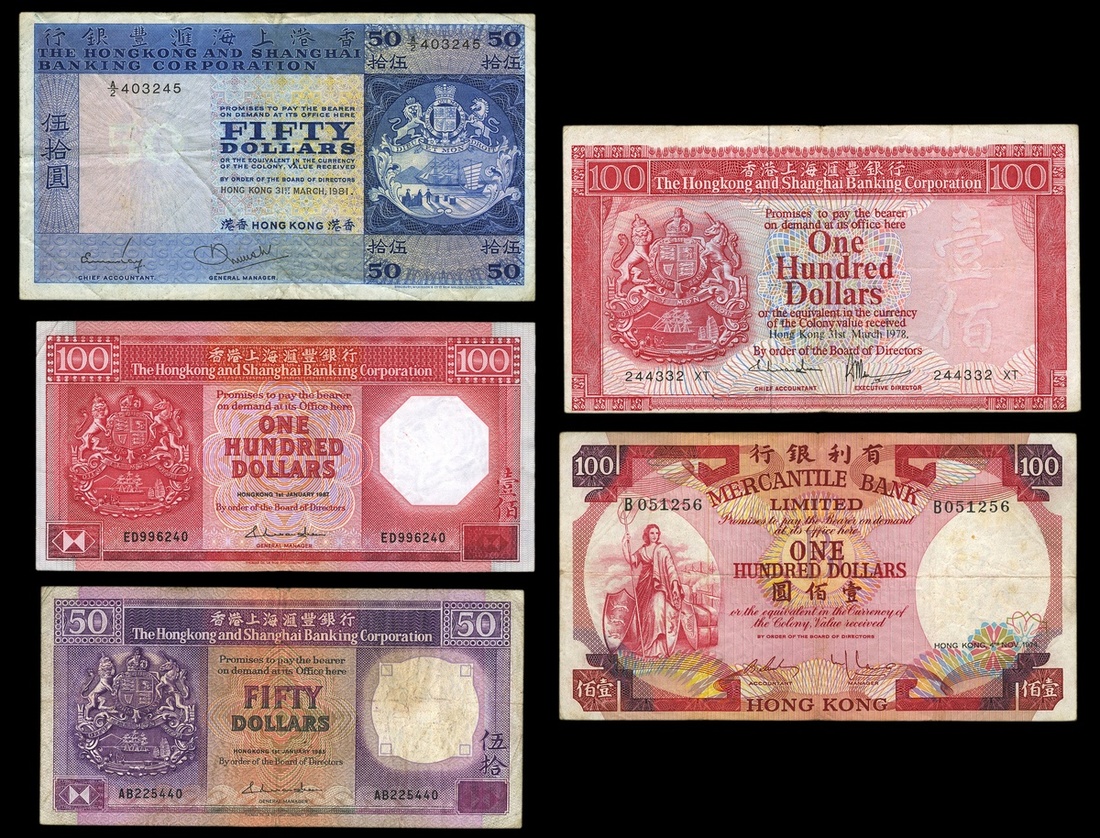 行銀豐滙海上港香
THE HONGKONG AND SHANGHAI
BANKING CORPORATION
50 A/2 403245 50
拾伍 拾伍
A/2 403245
PROMISES TO PAY THE BEARER
ON DEMAND AT ITS OFFICE HERE
FIFTY
DOLLARS
OR THE EQUIVALENT IN THE CURRENCY
OF THE COLONY, VALUE RECEIVED
BY ORDER OF THE BOARD OF DIRECTORS
HONG KONG 31ST MARCH, 1981.
港香 HONG KONG 港香
伍拾圓
拾伍 拾伍
50 50
CHIEF ACCOUNTANT. GENERAL MANAGER.
100 香港上海滙豐銀行 100
The Hongkong and Shanghai Banking Corporation
Promises to pay the bearer
on demand at its Office here
ONE
HUNDRED
DOLLARS
HONGKONG 1ST JANUARY 1987
By order of the Board of Directors
壹佰
ED996240 ED996240
GENERAL MANAGER
50 香港上海滙豐銀行 50
The Hongkong and Shanghai Banking Corporation
Promises to pay the bearer
on demand at its Office here
FIFTY
DOLLARS
HONGKONG 1ST JANUARY 1985
By order of the Board of Directors
伍拾
AB225440 AB225440
GENERAL MANAGER
100 香港上海滙豐銀行 100
The Hongkong and Shanghai Banking Corporation
Promises to pay the bearer
on demand at its office here
One
Hundred
Dollars
or the equivalent in the currency
of the Colony value received
Hong Kong 31st March 1978.
By order of the Board of Directors
壹佰
244332 XT 244332 XT
CHIEF ACCOUNTANT EXECUTIVE DIRECTOR
100 行銀利有 100
MERCANTILE BANK
LIMITED
B051256 B051256
Promises to pay the Bearer on demand
at its Office here
ONE
HUNDRED DOLLARS
圓佰壹
or the equivalent in the Currency of
the Colony, Value received
BY ORDER OF THE BOARD OF DIRECTORS
HONG KONG, 4TH NOV 1974.
ACCOUNTANT MANAGER
佰壹 佰壹
HONG KONG